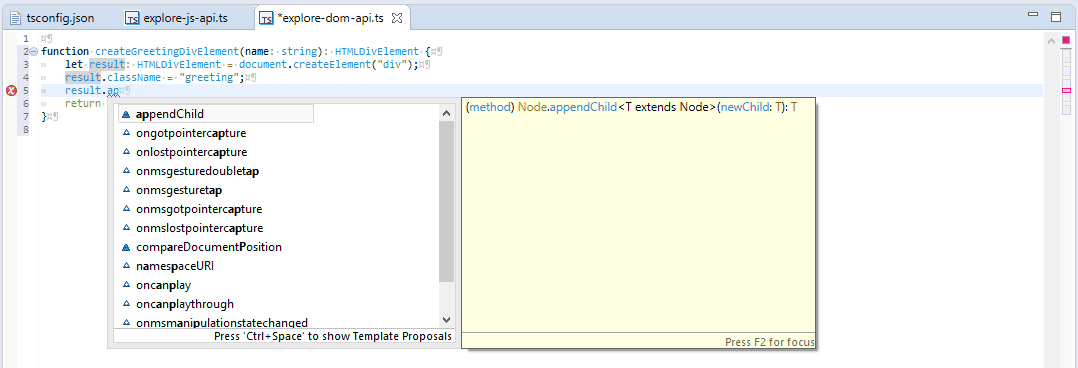 tsconfig.json explore-js-api.ts *explore-dom-api.ts
1
2 function createGreetingDivElement(name: string): HTMLDivElement {
3 let result: HTMLDivElement = document.createElement("div");
4 result.className = "greeting";
5 result.ap
6 return
7 }
8
appendChild
ongotpointercapture
onlostpointercapture
onmsgesturedoubletap
onmsgesturetap
onmsgotpointercapture
onmslostpointercapture
compareDocumentPosition
namespaceURI
oncanplay
oncanplaythrough
onmsmanipulationstatechanged
Press 'Ctrl+Space' to show Template Proposals
(method) Node.appendChild<T extends Node>(newChild: T): T
Press F2 for focus